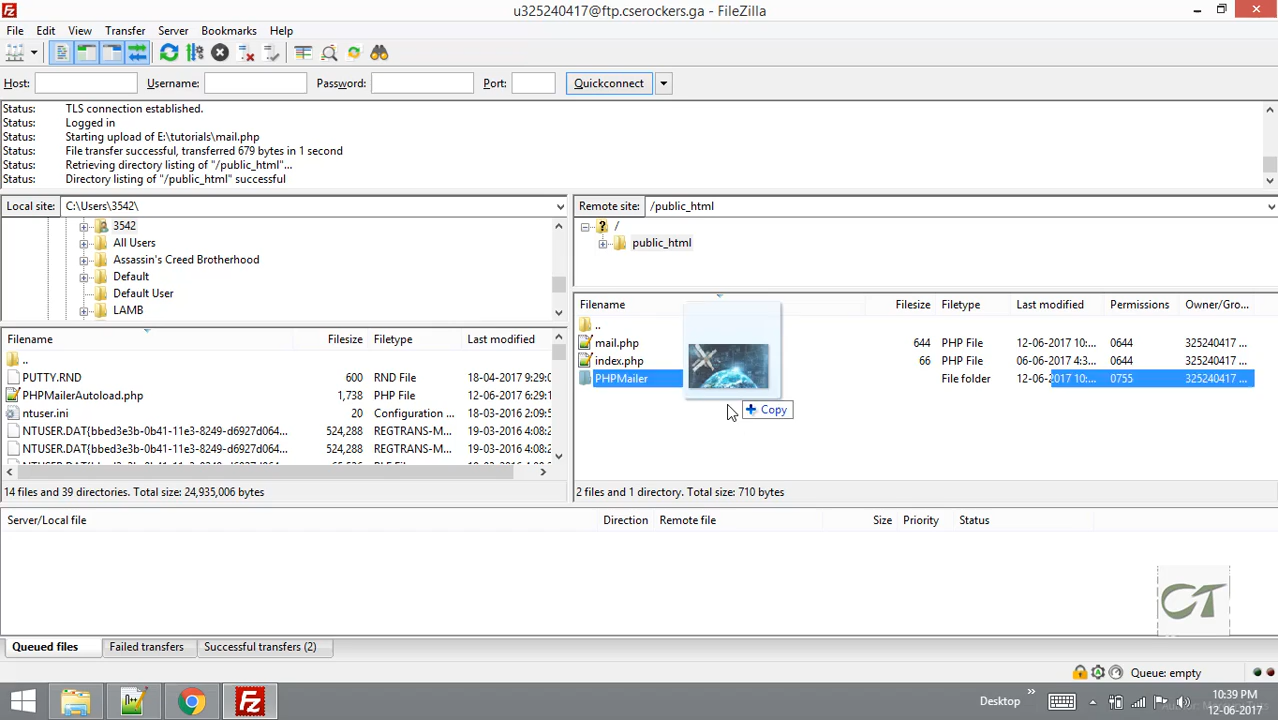 u325240417@ftp.cserockers.ga - FileZilla
File Edit View Transfer Server Bookmarks Help
Host: Username: Password: Port: Quickconnect
Status: TLS connection established.
Status: Logged in
Status: Starting upload of E:\tutorials\mail.php
Status: File transfer successful, transferred 679 bytes in 1 second
Status: Retrieving directory listing of "/public_html"...
Status: Directory listing of "/public_html" successful
Local site: C:\Users\3542\
3542
All Users
Assassin's Creed Brotherhood
Default
Default User
LAMB
Filename Filesize Filetype Last modified
..
PUTTY.RND 600 RND File 18-04-2017 9:29:0
PHPMailerAutoload.php 1,738 PHP File 12-06-2017 6:29:1
ntuser.ini 20 Configuration ... 18-03-2016 2:09:5
NTUSER.DAT{bbed3e3b-0b41-11e3-8249-d6927d064... 524,288 REGTRANS-M... 19-03-2016 4:08:2
NTUSER.DAT{bbed3e3b-0b41-11e3-8249-d6927d064... 524,288 REGTRANS-M... 19-03-2016 4:08:2
14 files and 39 directories. Total size: 24,935,006 bytes
Remote site: /public_html
/
public_html
Filename Filesize Filetype Last modified Permissions Owner/Gro...
..
mail.php 644 PHP File 12-06-2017 10:... 0644 325240417 ...
index.php 66 PHP File 06-06-2017 4:3... 0644 325240417 ...
PHPMailer File folder 12-06-2017 10:... 0755 325240417 ...
Copy
2 files and 1 directory. Total size: 710 bytes
Server/Local file Direction Remote file Size Priority Status
CT
Queued files Failed transfers Successful transfers (2)
Queue: empty
Desktop
10:39 PM
12-06-2017